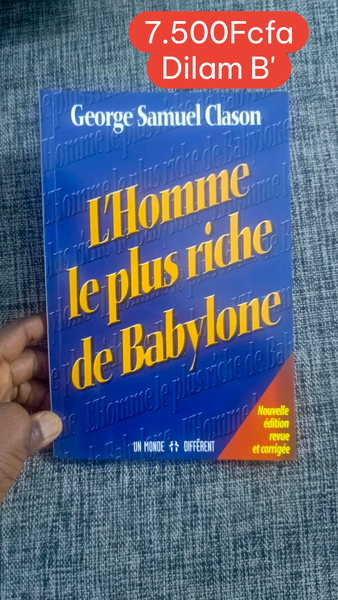 7.500Fcfa
Dilam B'
George Samuel Clason
L'Homme
le plus riche
de Babylone
Nouvelle
édition
revue
et corrigée
UN MONDE DIFFÉRENT